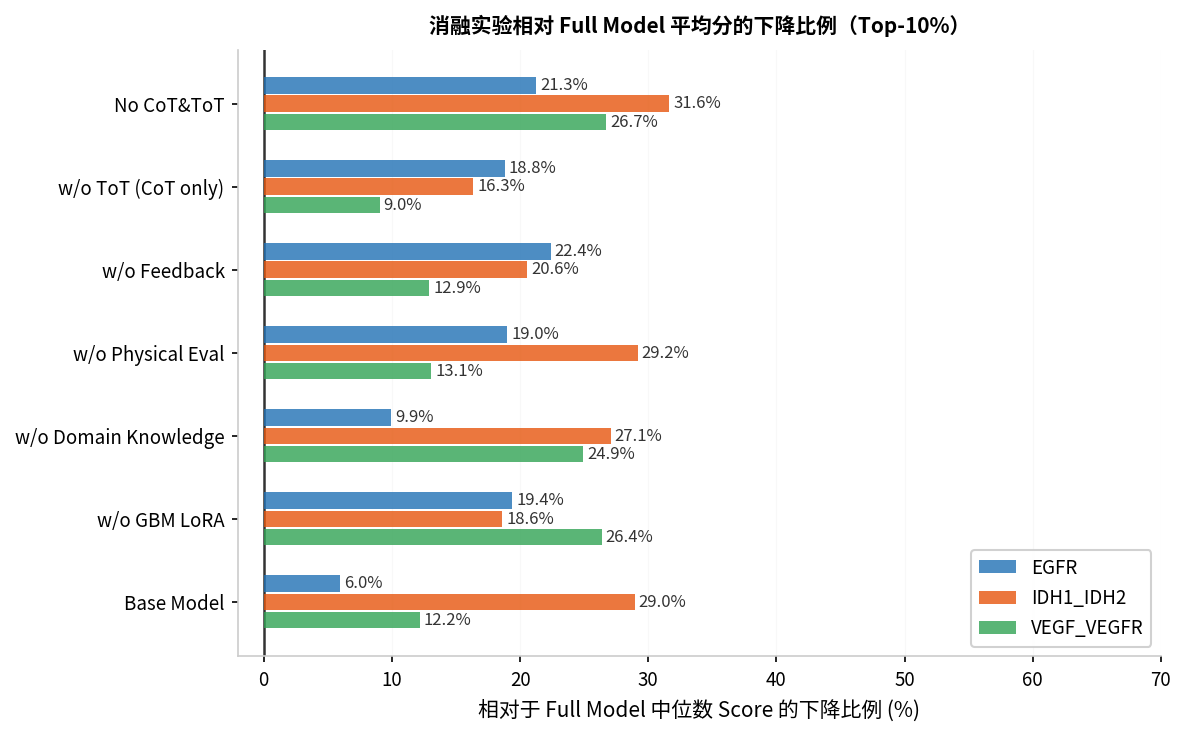 消融实验相对 Full Model 平均分的下降比例（Top-10%）
No CoT&ToT
21.3%
31.6%
26.7%
w/o ToT (CoT only)
18.8%
16.3%
9.0%
w/o Feedback
22.4%
20.6%
12.9%
w/o Physical Eval
19.0%
29.2%
13.1%
w/o Domain Knowledge
9.9%
27.1%
24.9%
w/o GBM LoRA
19.4%
18.6%
26.4%
Base Model
6.0%
29.0%
12.2%
EGFR
IDH1_IDH2
VEGF_VEGFR
0 10 20 30 40 50 60 70
相对于 Full Model 中位数 Score 的下降比例 (%)